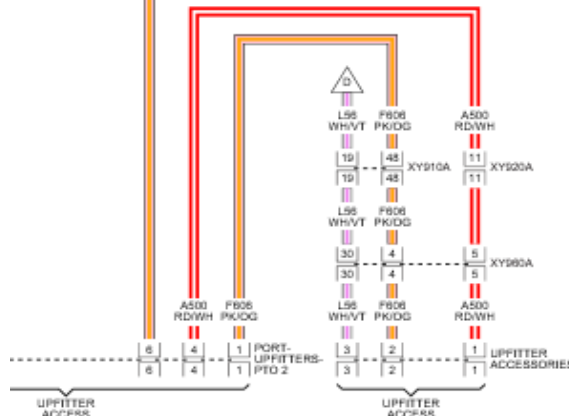 D
L56 F606 A500
WH/VT PK/OG RD/WH
19 48 11
XY910A XY920A
19 48 11
L56 F606
WH/VT PK/OG
30 4 5
XY960A
30 4 5
A500 F606 L56 F606 A500
RD/WH PK/OG WH/VT PK/OG RD/WH
6 4 1 PORT- 3 2 1 UPFITTER
UPFITTERS- ACCESSORIES
6 4 1 PTO 2 3 2 1
UPFITTER UPFITTER
ACCESS ACCESS